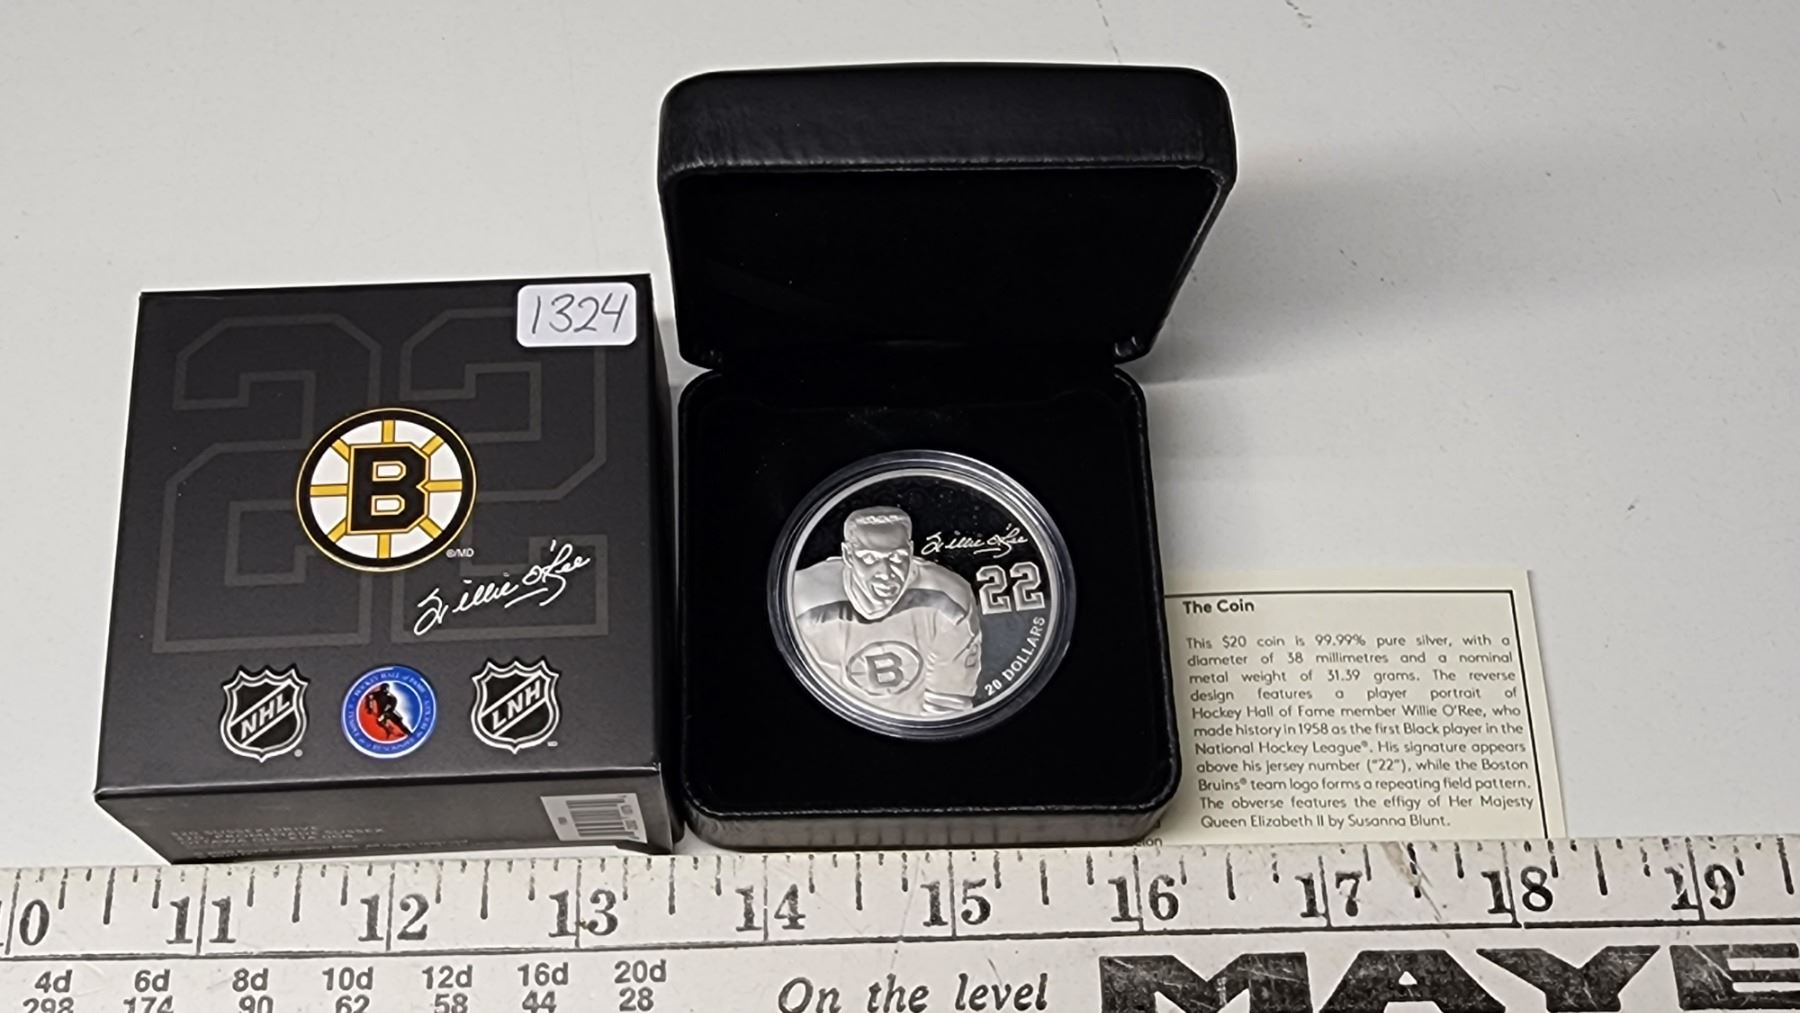 1324
22
B
©/MD
Willie O'Ree
NHL
®
LNH
MD
Willie O'Ree
22
20 DOLLARS
B
The Coin
This $20 coin is 99.99% pure silver, with a
diameter of 38 millimetres and a nominal
metal weight of 31.39 grams. The reverse
design features a player portrait of
Hockey Hall of Fame member Willie O'Ree, who
made history in 1958 as the first Black player in the
National Hockey League®. His signature appears
above his jersey number ("22"), while the Boston
Bruins® team logo forms a repeating field pattern.
The obverse features the effigy of Her Majesty
Queen Elizabeth II by Susanna Blunt.
0 11 12 13 14 15 16 17 18 19
4d 6d 8d 10d 12d 16d 20d
298 174 90 62 58 44 28
On the level
MAYE